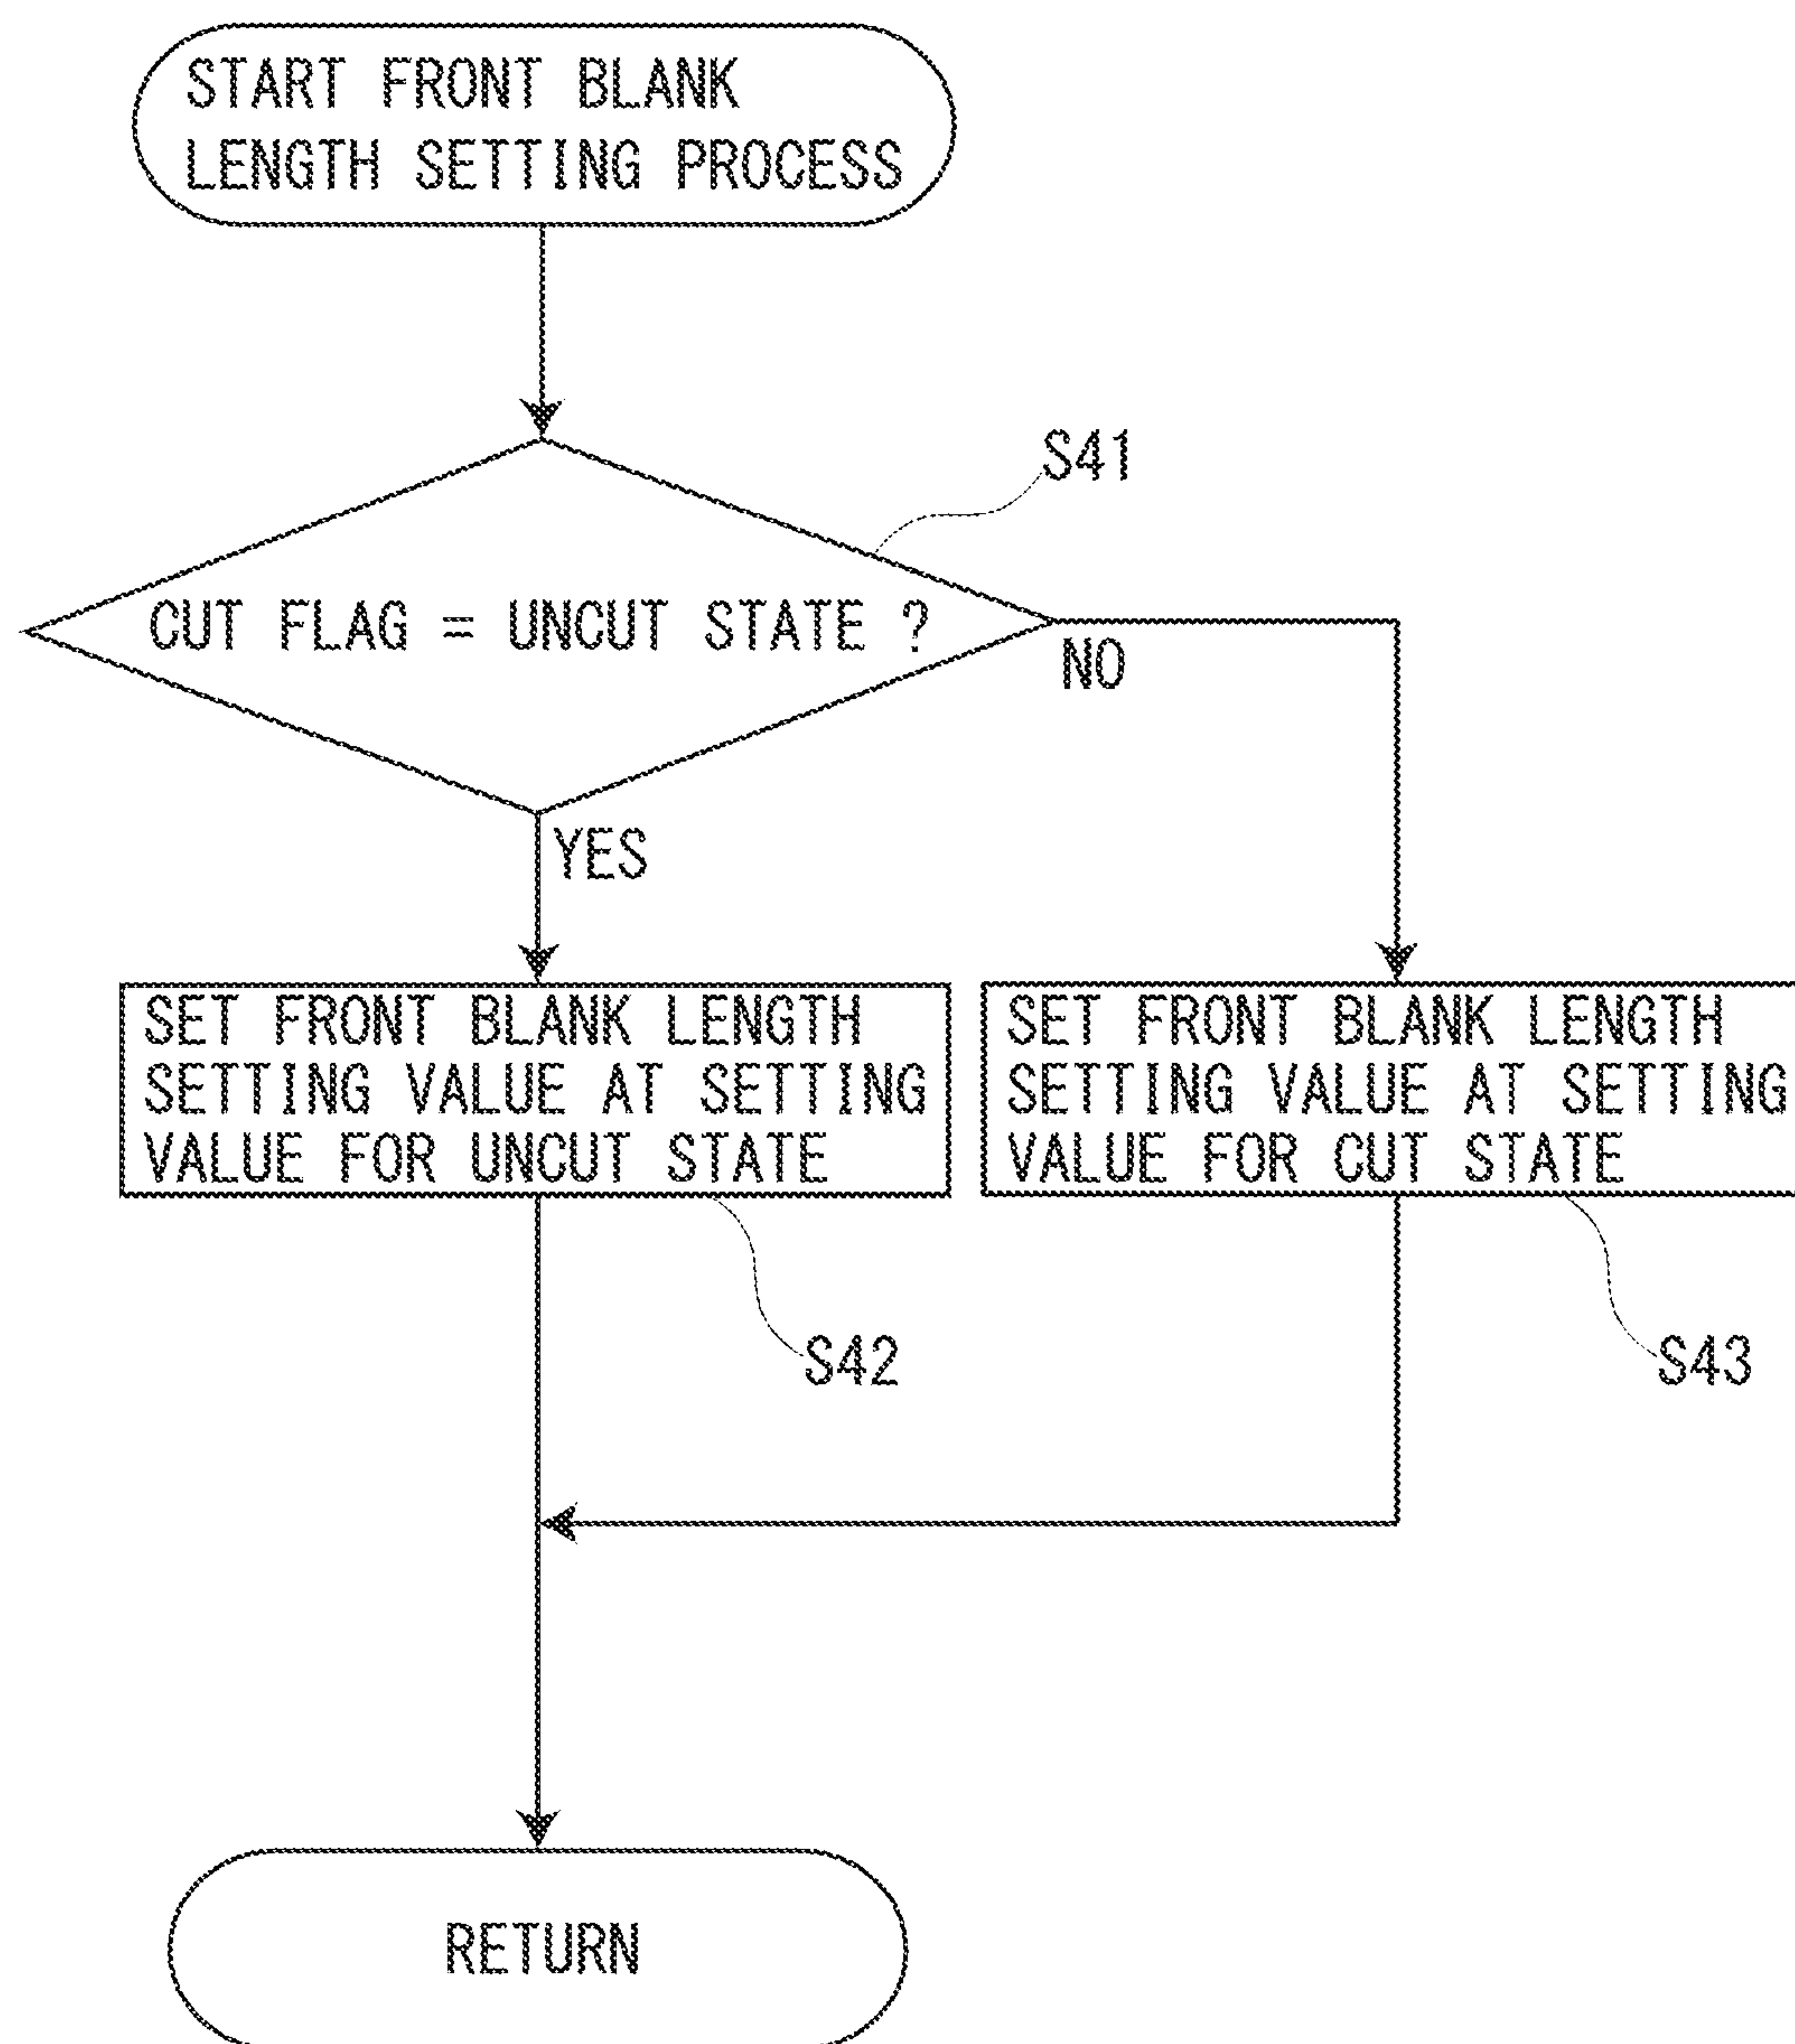 START FRONT BLANK
LENGTH SETTING PROCESS
S41
CUT FLAG = UNCUT STATE ?
NO
YES
SET FRONT BLANK LENGTH
SETTING VALUE AT SETTING
VALUE FOR UNCUT STATE
SET FRONT BLANK LENGTH
SETTING VALUE AT SETTING
VALUE FOR CUT STATE
S42
S43
RETURN